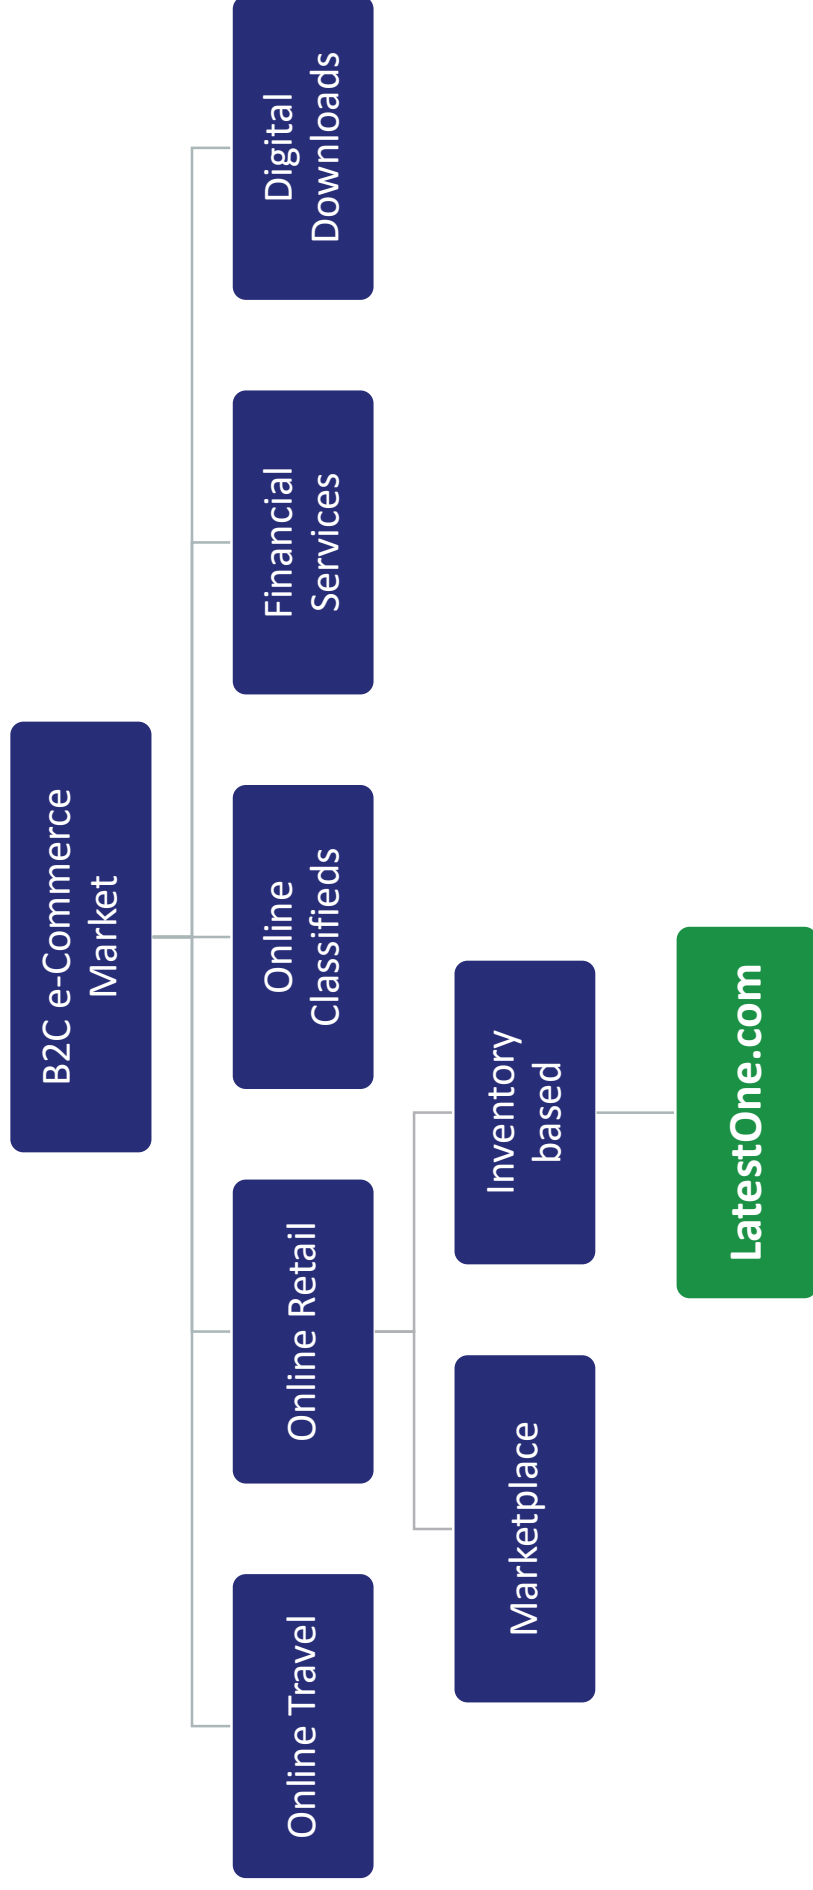 B2C e-Commerce
Market
Online Travel
Online Retail
Online
Classifieds
Financial
Services
Digital
Downloads
Marketplace
Inventory
based
LatestOne.com